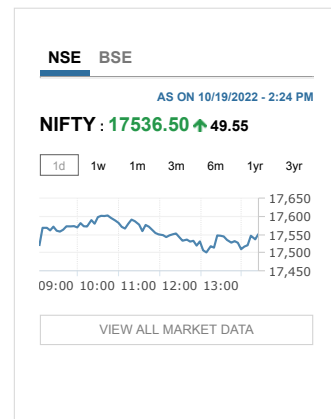 NSE BSE
AS ON 10/19/2022 - 2:24 PM
NIFTY : 17536.50 49.55
1d 1w 1m 3m 6m 1yr 3yr
17,650
17,600
17,550
17,500
17,450
09:00 10:00 11:00 12:00 13:00
VIEW ALL MARKET DATA